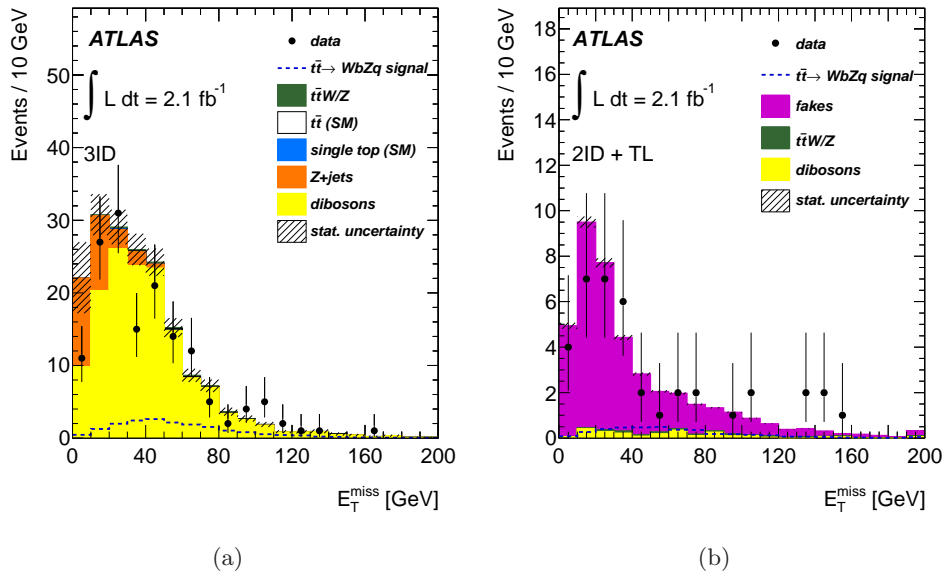 Events / 10 GeV
ATLAS
∫ L dt = 2.1 fb⁻¹
3ID
data
tt̄→ WbZq signal
tt̄W/Z
tt̄ (SM)
single top (SM)
Z+jets
dibosons
stat. uncertainty
50
40
30
20
10
0
0 40 80 120 160 200
E_T^miss [GeV]
(a)
Events / 10 GeV
ATLAS
∫ L dt = 2.1 fb⁻¹
2ID + TL
data
tt̄→ WbZq signal
fakes
tt̄W/Z
dibosons
stat. uncertainty
18
16
14
12
10
8
6
4
2
0
0 40 80 120 160 200
E_T^miss [GeV]
(b)